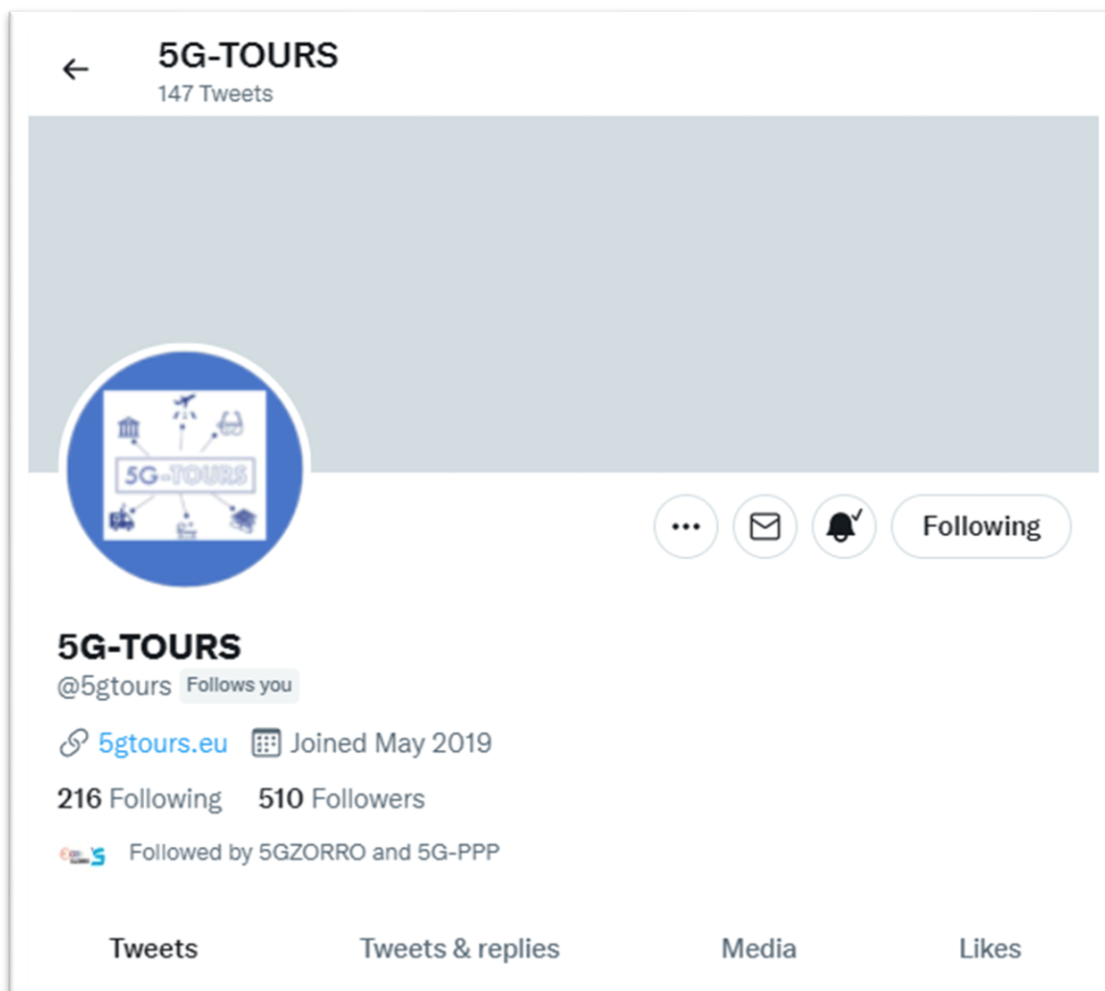 5G-TOURS
147 Tweets
5G-TOURS
Following
5G-TOURS
@5gtours Follows you
5gtours.eu Joined May 2019
216 Following 510 Followers
Followed by 5GZORRO and 5G-PPP
Tweets Tweets & replies Media Likes